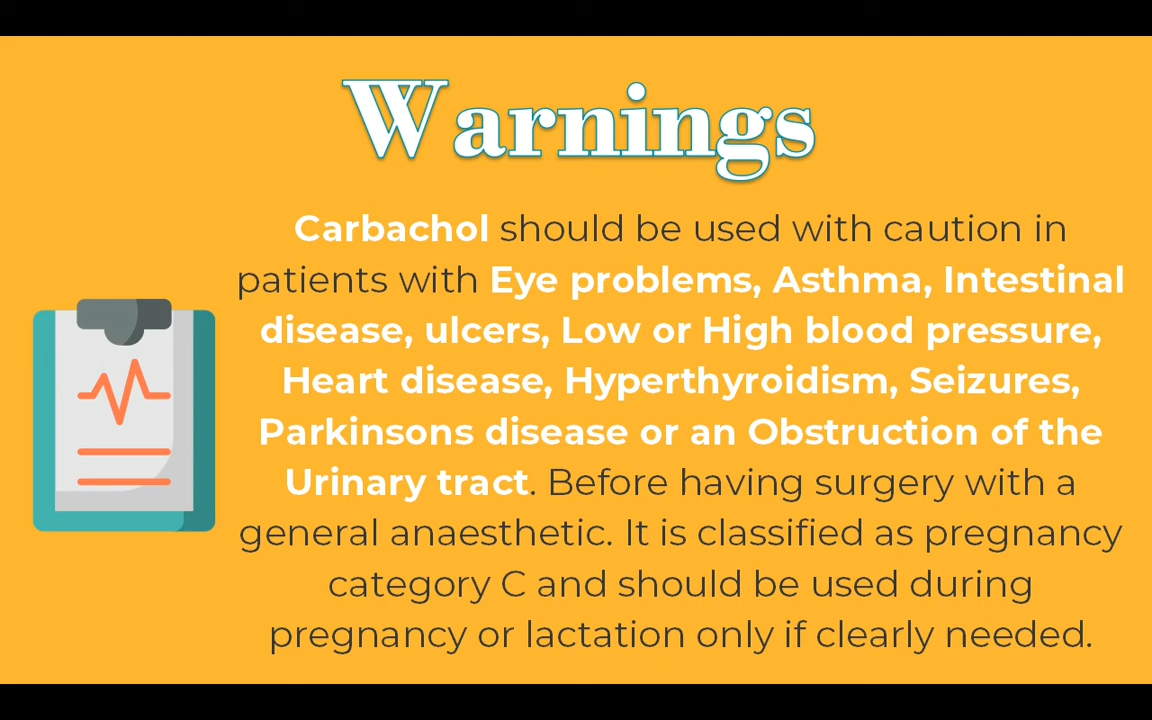 Warnings
Carbachol should be used with caution in
patients with Eye problems, Asthma, Intestinal
disease, ulcers, Low or High blood pressure,
Heart disease, Hyperthyroidism, Seizures,
Parkinsons disease or an Obstruction of the
Urinary tract. Before having surgery with a
general anaesthetic. It is classified as pregnancy
category C and should be used during
pregnancy or lactation only if clearly needed.